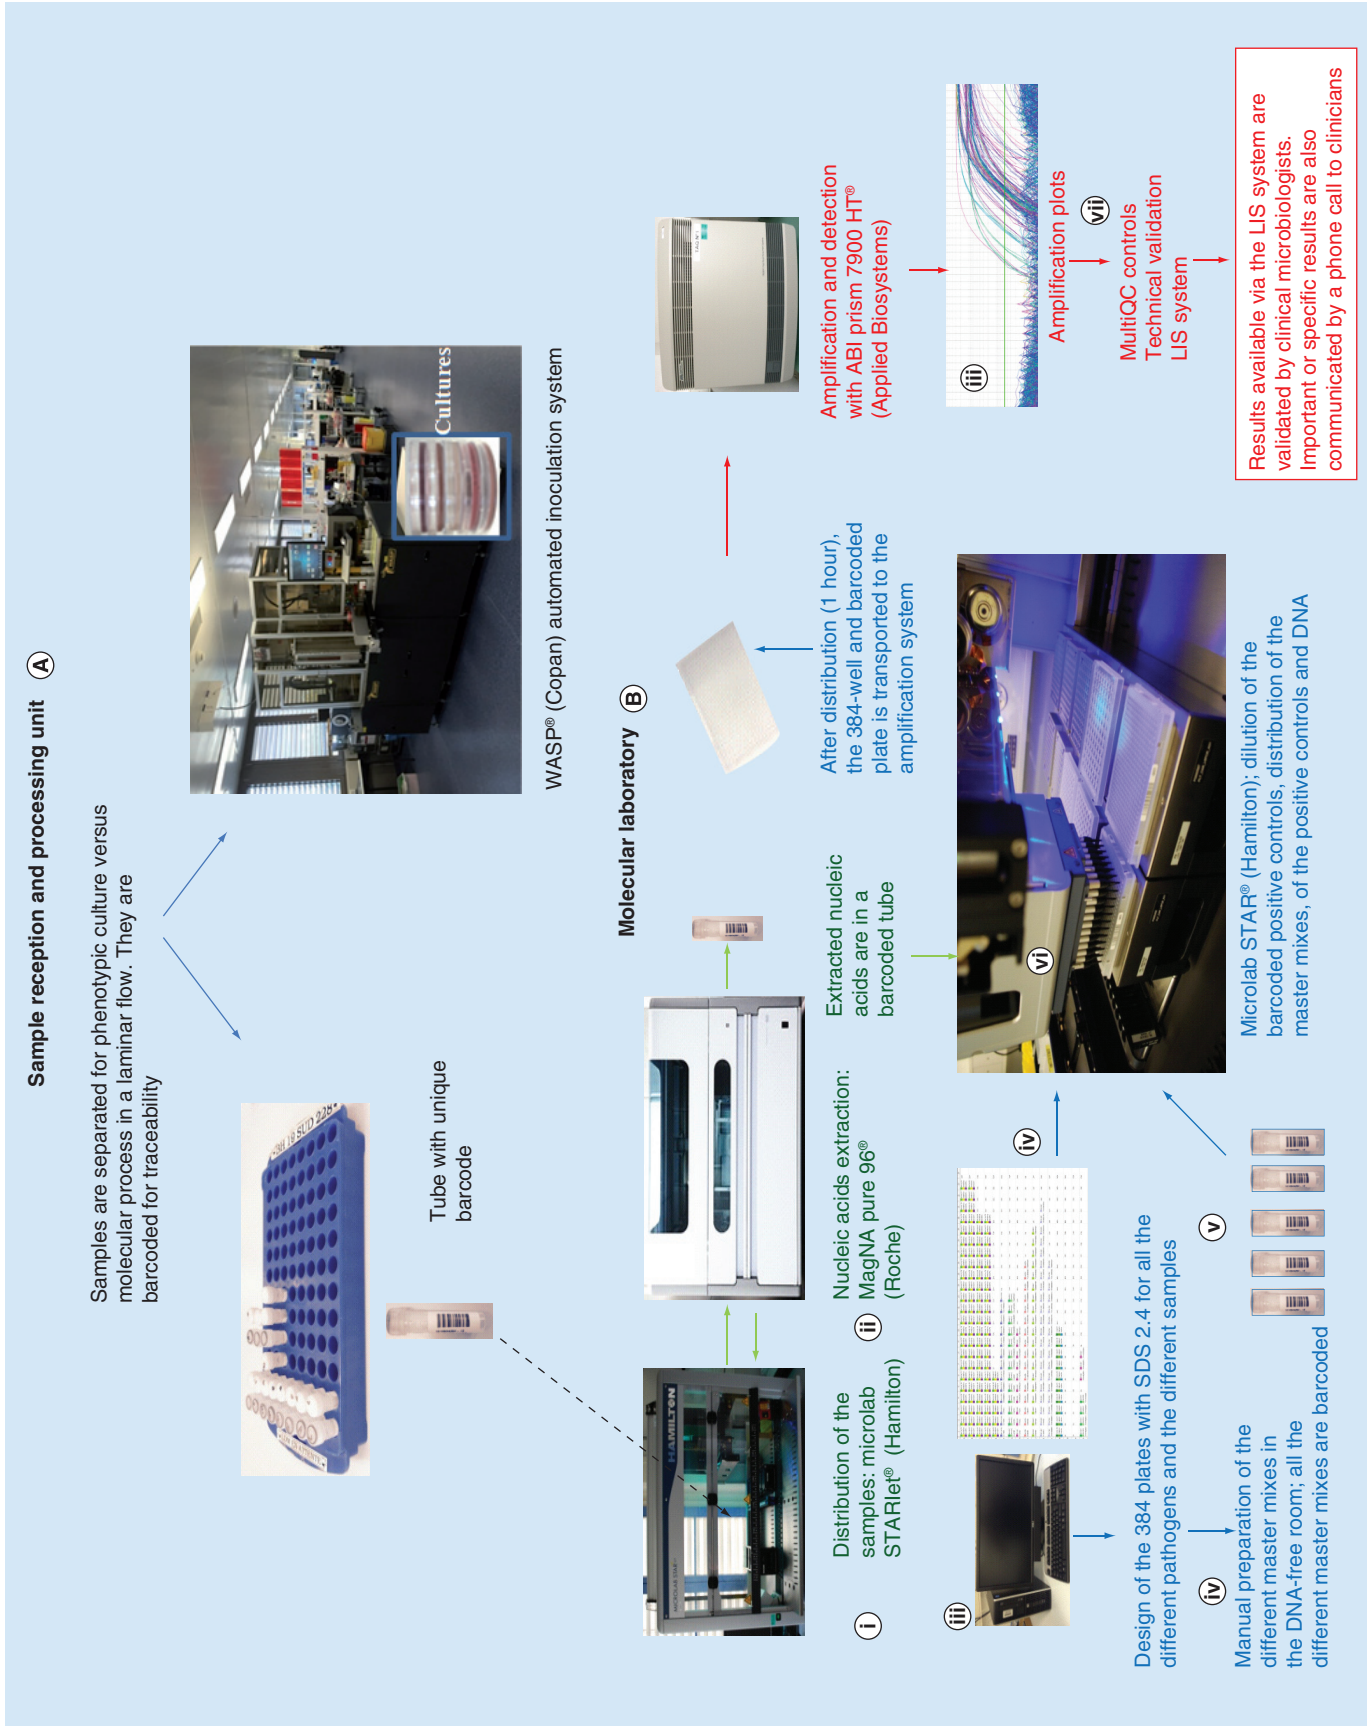 Sample reception and processing unit
A
Samples are separated for phenotypic culture versus
molecular process in a laminar flow. They are
barcoded for traceability
Cultures
WASP® (Copan) automated inoculation system
Tube with unique
barcode
Molecular laboratory
B
HAMILTON
MICROLAB STAR
i
Distribution of the
samples: microlab
STARlet® (Hamilton)
ii
Nucleic acids extraction:
MagNA pure 96®
(Roche)
Extracted nucleic
acids are in a
barcoded tube
After distribution (1 hour),
the 384-well and barcoded
plate is transported to the
amplification system
Amplification and detection
with ABI prism 7900 HT®
(Applied Biosystems)
iii
iv
Design of the 384 plates with SDS 2.4 for all the
different pathogens and the different samples
iv
Manual preparation of the
different master mixes in
the DNA-free room; all the
different master mixes are barcoded
v
vi
Microlab STAR® (Hamilton); dilution of the
barcoded positive controls, distribution of the
master mixes, of the positive controls and DNA
iii
Amplification plots
vii
MultiQC controls
Technical validation
LIS system
Results available via the LIS system are
validated by clinical microbiologists.
Important or specific results are also
communicated by a phone call to clinicians